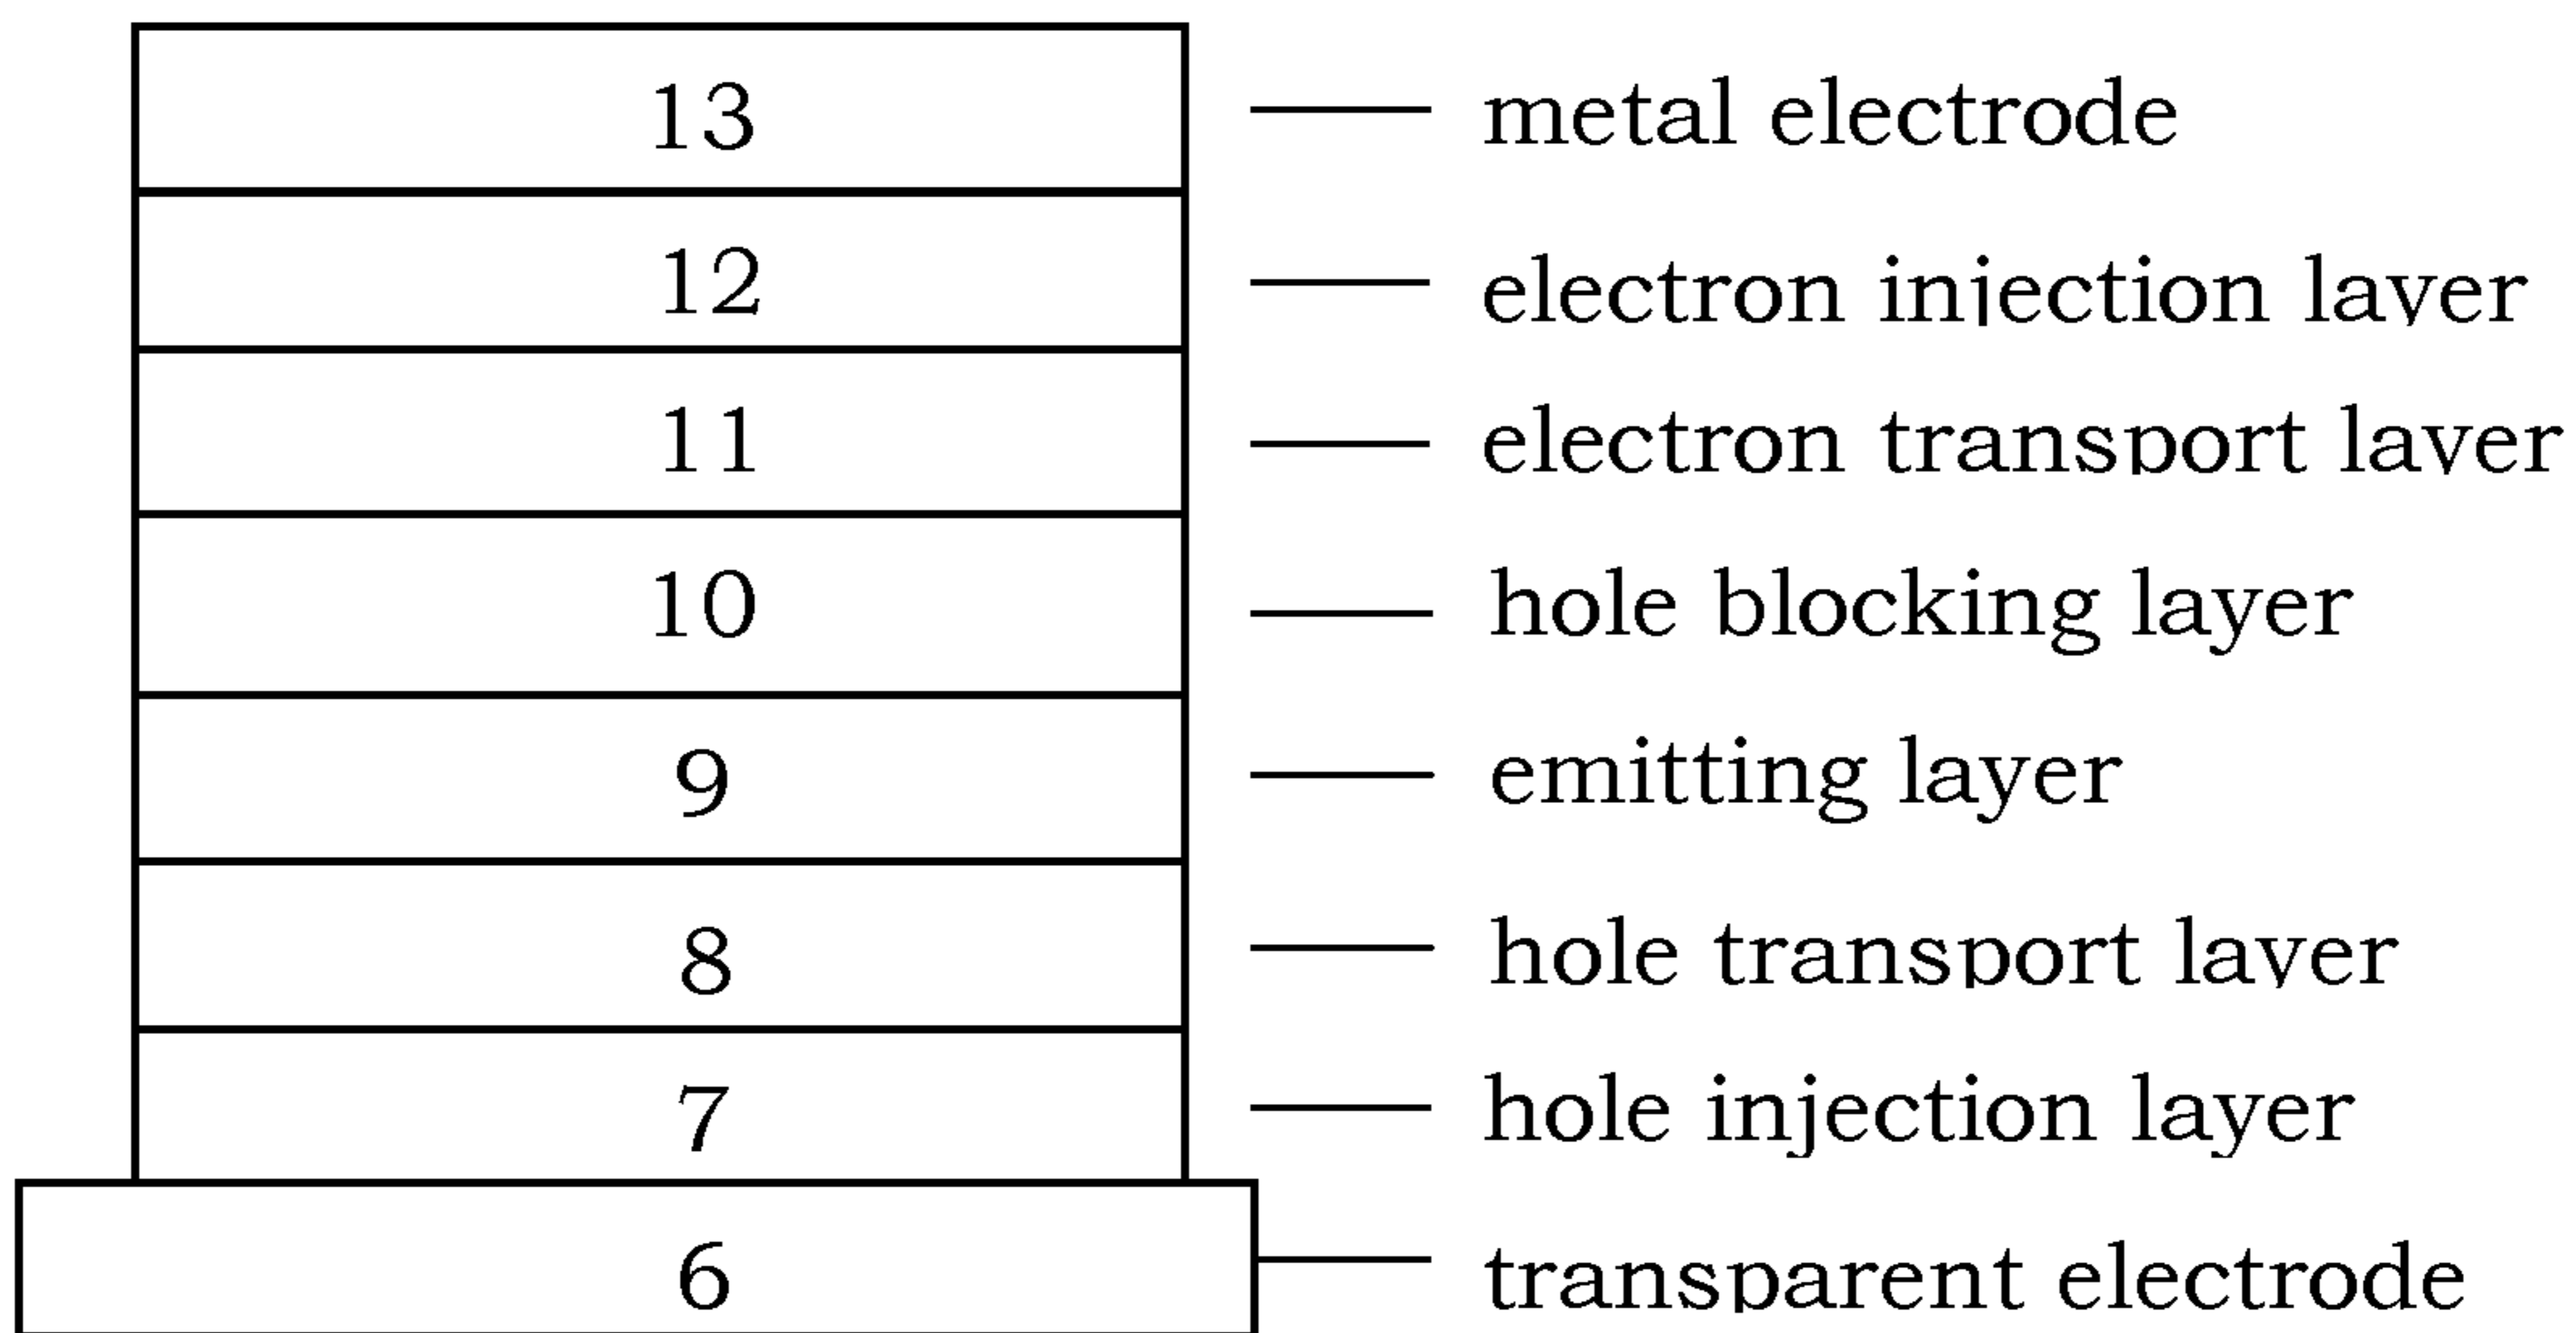 13 metal electrode
12 electron injection layer
11 electron transport layer
10 hole blocking layer
9 emitting layer
8 hole transport layer
7 hole injection layer
6 transparent electrode